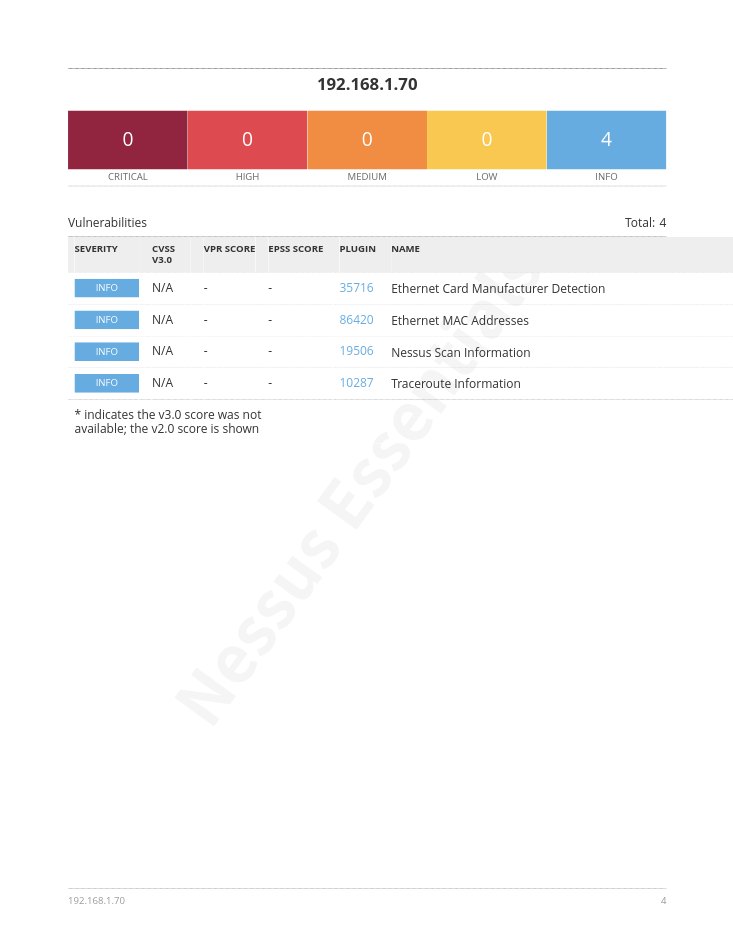 192.168.1.70
0 0 0 0 4
CRITICAL HIGH MEDIUM LOW INFO
Vulnerabilities Total: 4
SEVERITY CVSS V3.0 VPR SCORE EPSS SCORE PLUGIN NAME
INFO N/A - - 35716 Ethernet Card Manufacturer Detection
INFO N/A - - 86420 Ethernet MAC Addresses
INFO N/A - - 19506 Nessus Scan Information
INFO N/A - - 10287 Traceroute Information
* indicates the v3.0 score was not
available; the v2.0 score is shown
Nessus Essentials
192.168.1.70 4